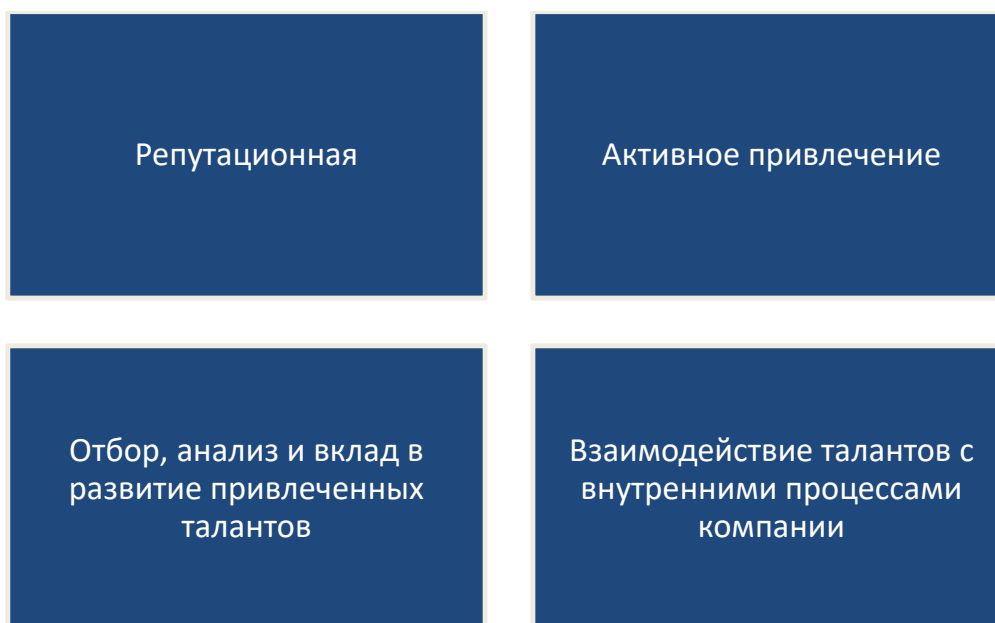 Репутационная
Активное привлечение
Отбор, анализ и вклад в
развитие привлеченных
талантов
Взаимодействие талантов с
внутренними процессами
компании